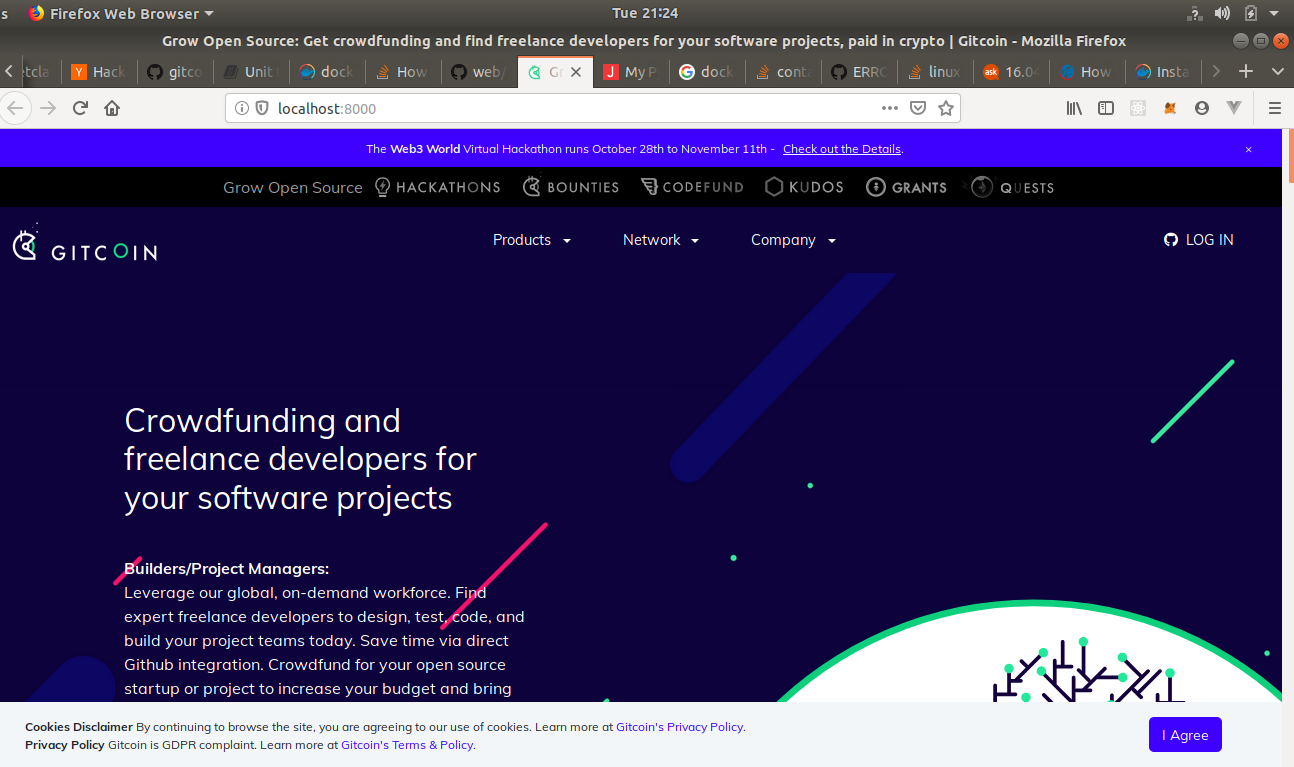 s Firefox Web Browser Tue 21:24
Grow Open Source: Get crowdfunding and find freelance developers for your software projects, paid in crypto | Gitcoin - Mozilla Firefox
etcla Hack gitco Unit dock How web/ Gr My P dock cont ERRO linux 16.04 How Insta
localhost:8000
The Web3 World Virtual Hackathon runs October 28th to November 11th - Check out the Details.
Grow Open Source HACKATHONS BOUNTIES CODEFUND KUDOS GRANTS QUESTS
GITCOIN Products Network Company LOG IN
Crowdfunding and
freelance developers for
your software projects
Builders/Project Managers:
Leverage our global, on-demand workforce. Find
expert freelance developers to design, test, code, and
build your project teams today. Save time via direct
Github integration. Crowdfund for your open source
startup or project to increase your budget and bring
Cookies Disclaimer By continuing to browse the site, you are agreeing to our use of cookies. Learn more at Gitcoin's Privacy Policy.
Privacy Policy Gitcoin is GDPR complaint. Learn more at Gitcoin's Terms & Policy.
I Agree